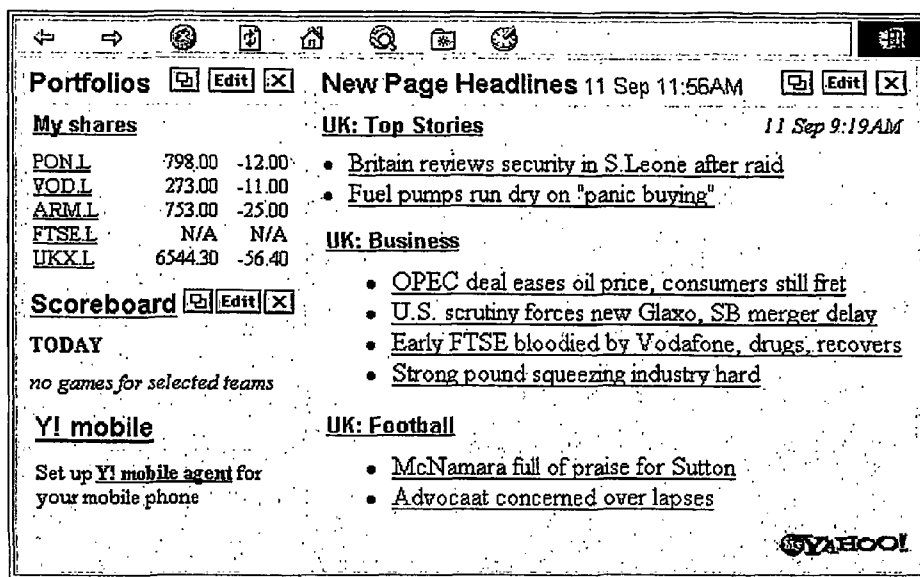 Portfolios Edit X
My shares
PON.L 798.00 -12.00
VOD.L 273.00 -11.00
ARM.L 753.00 -25.00
FTSE.L N/A N/A
UKX.L 6544.30 -56.40
Scoreboard Edit X
TODAY
no games for selected teams
Y! mobile
Set up Y! mobile agent for
your mobile phone
New Page Headlines 11 Sep 11:56AM Edit X
UK: Top Stories 11 Sep 9:19AM
• Britain reviews security in S.Leone after raid
• Fuel pumps run dry on "panic buying"
UK: Business
• OPEC deal eases oil price, consumers still fret
• U.S. scrutiny forces new Glaxo, SB merger delay
• Early FTSE bloodied by Vodafone, drugs, recovers
• Strong pound squeezing industry hard
UK: Football
• McNamara full of praise for Sutton
• Advocaat concerned over lapses
My YAHOO!